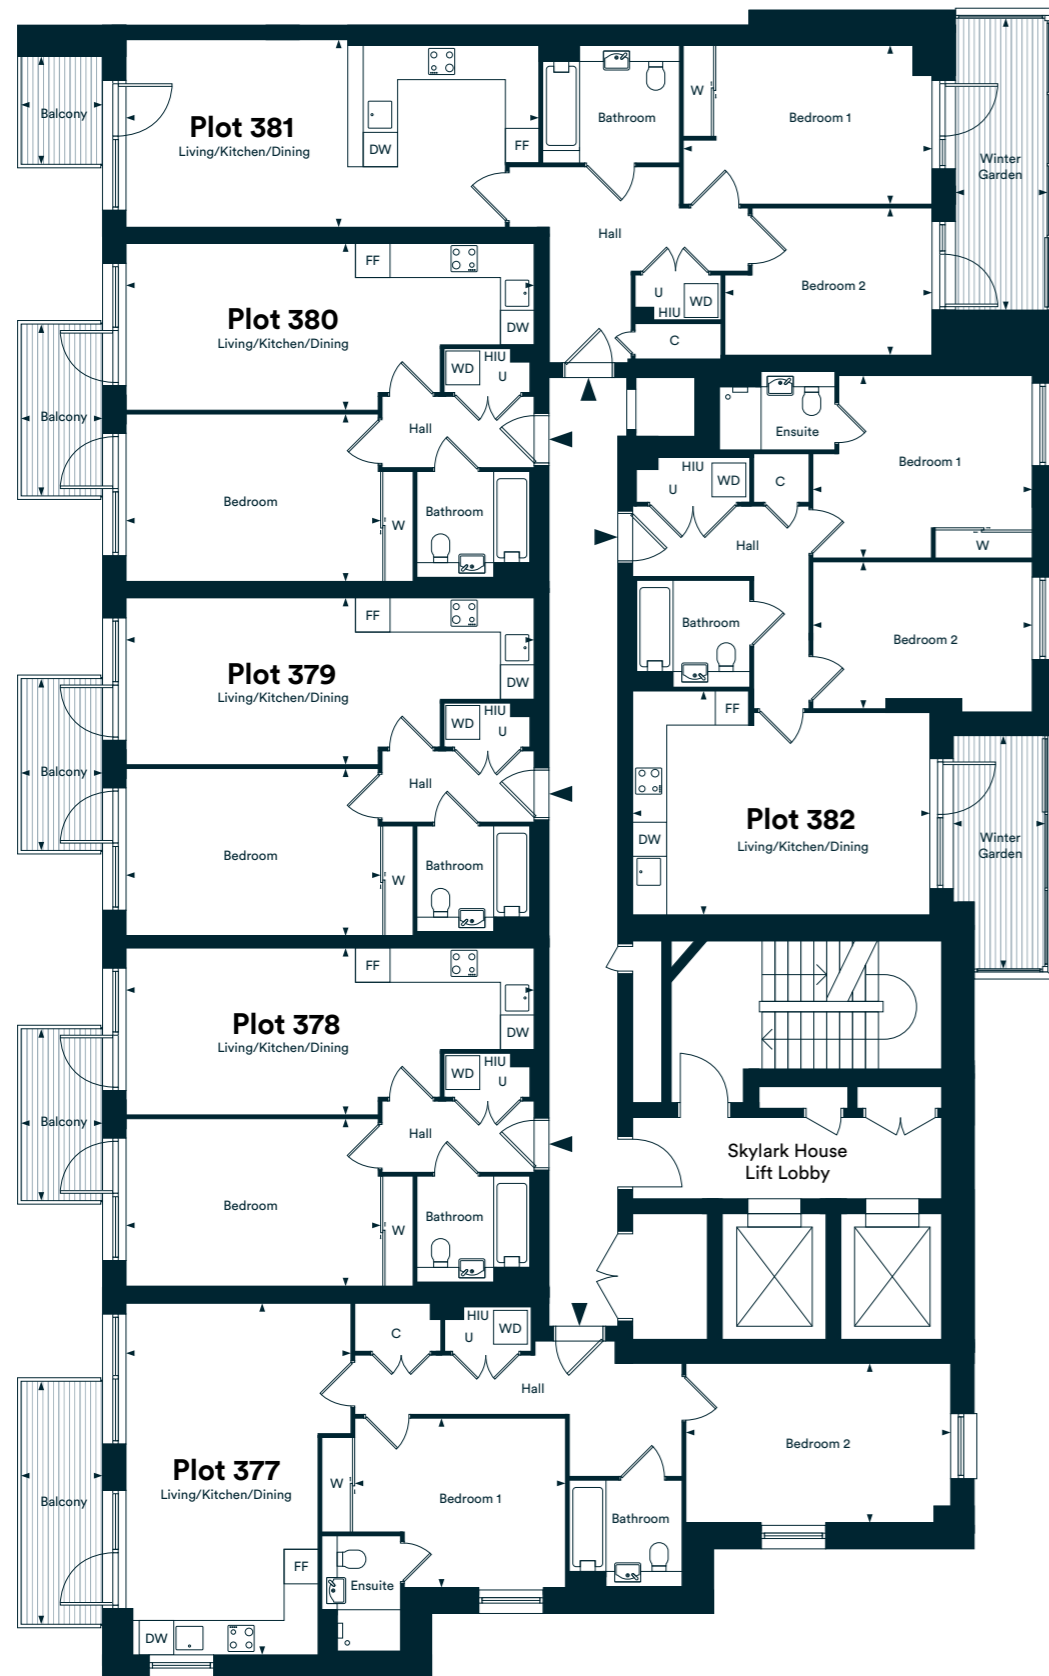 Balcony
Plot 381
Living/Kitchen/Dining
DW
FF
Bathroom
W
Bedroom 1
Winter
Garden
Hall
U
HIU
WD
C
Bedroom 2
FF
Plot 380
Living/Kitchen/Dining
DW
WD
HIU
U
Balcony
Hall
Bedroom
W
Bathroom
Ensuite
Bedroom 1
HIU
U
WD
C
Hall
W
Bathroom
Bedroom 2
FF
Plot 382
Living/Kitchen/Dining
DW
Winter
Garden
FF
Plot 379
Living/Kitchen/Dining
DW
WD
HIU
U
Balcony
Hall
Bedroom
W
Bathroom
FF
Plot 378
Living/Kitchen/Dining
DW
WD
HIU
U
Balcony
Hall
Bedroom
W
Bathroom
Skylark House
Lift Lobby
C
HIU
U
WD
Hall
Plot 377
Living/Kitchen/Dining
Balcony
W
Bedroom 1
Bedroom 2
Bathroom
FF
Ensuite
DW